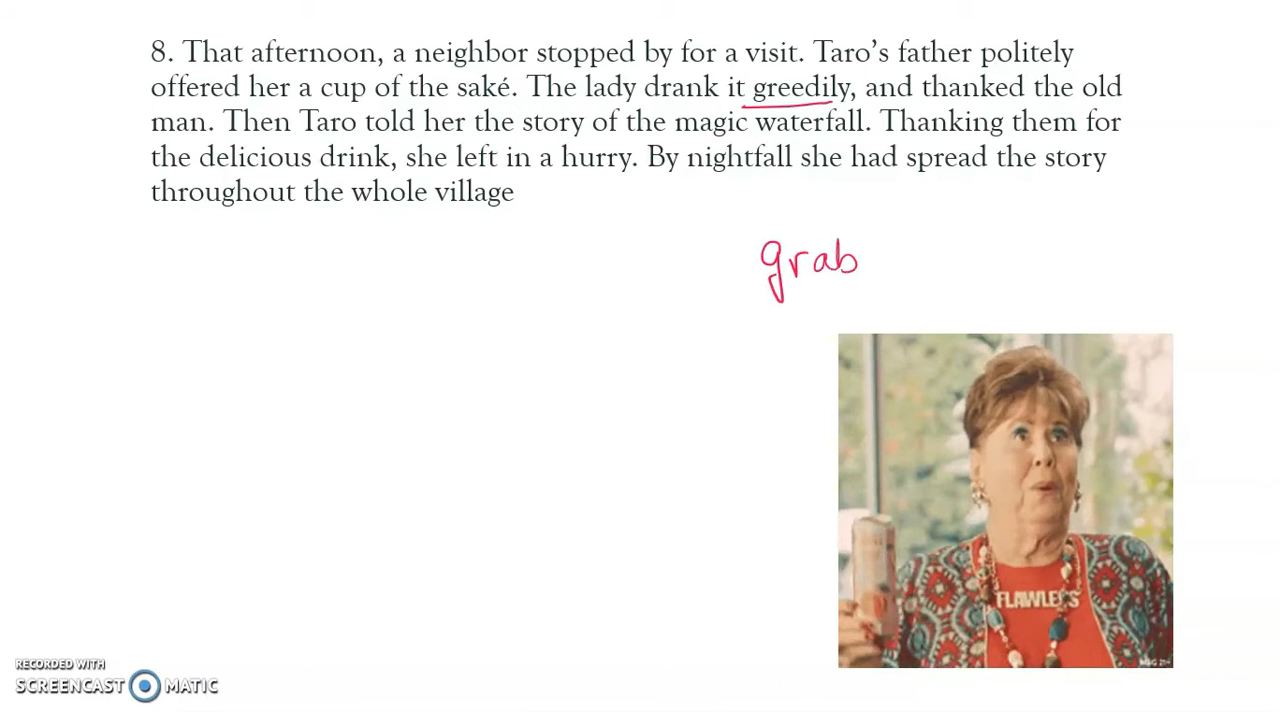 8. That afternoon, a neighbor stopped by for a visit. Taro’s father politely
offered her a cup of the saké. The lady drank it greedily, and thanked the old
man. Then Taro told her the story of the magic waterfall. Thanking them for
the delicious drink, she left in a hurry. By nightfall she had spread the story
throughout the whole village
grab
FLAWLESS
RECORDED WITH
SCREENCAST MATIC